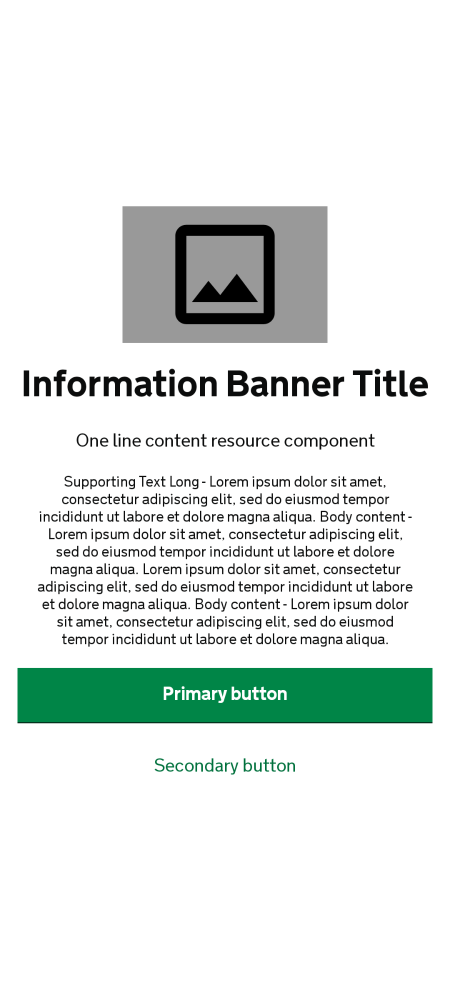 Information Banner Title
One line content resource component
Supporting Text Long - Lorem ipsum dolor sit amet,
consectetur adipiscing elit, sed do eiusmod tempor
incididunt ut labore et dolore magna aliqua. Body content -
Lorem ipsum dolor sit amet, consectetur adipiscing elit,
sed do eiusmod tempor incididunt ut labore et dolore
magna aliqua. Lorem ipsum dolor sit amet, consectetur
adipiscing elit, sed do eiusmod tempor incididunt ut labore
et dolore magna aliqua. Body content - Lorem ipsum dolor
sit amet, consectetur adipiscing elit, sed do eiusmod
tempor incididunt ut labore et dolore magna aliqua.
Primary button
Secondary button